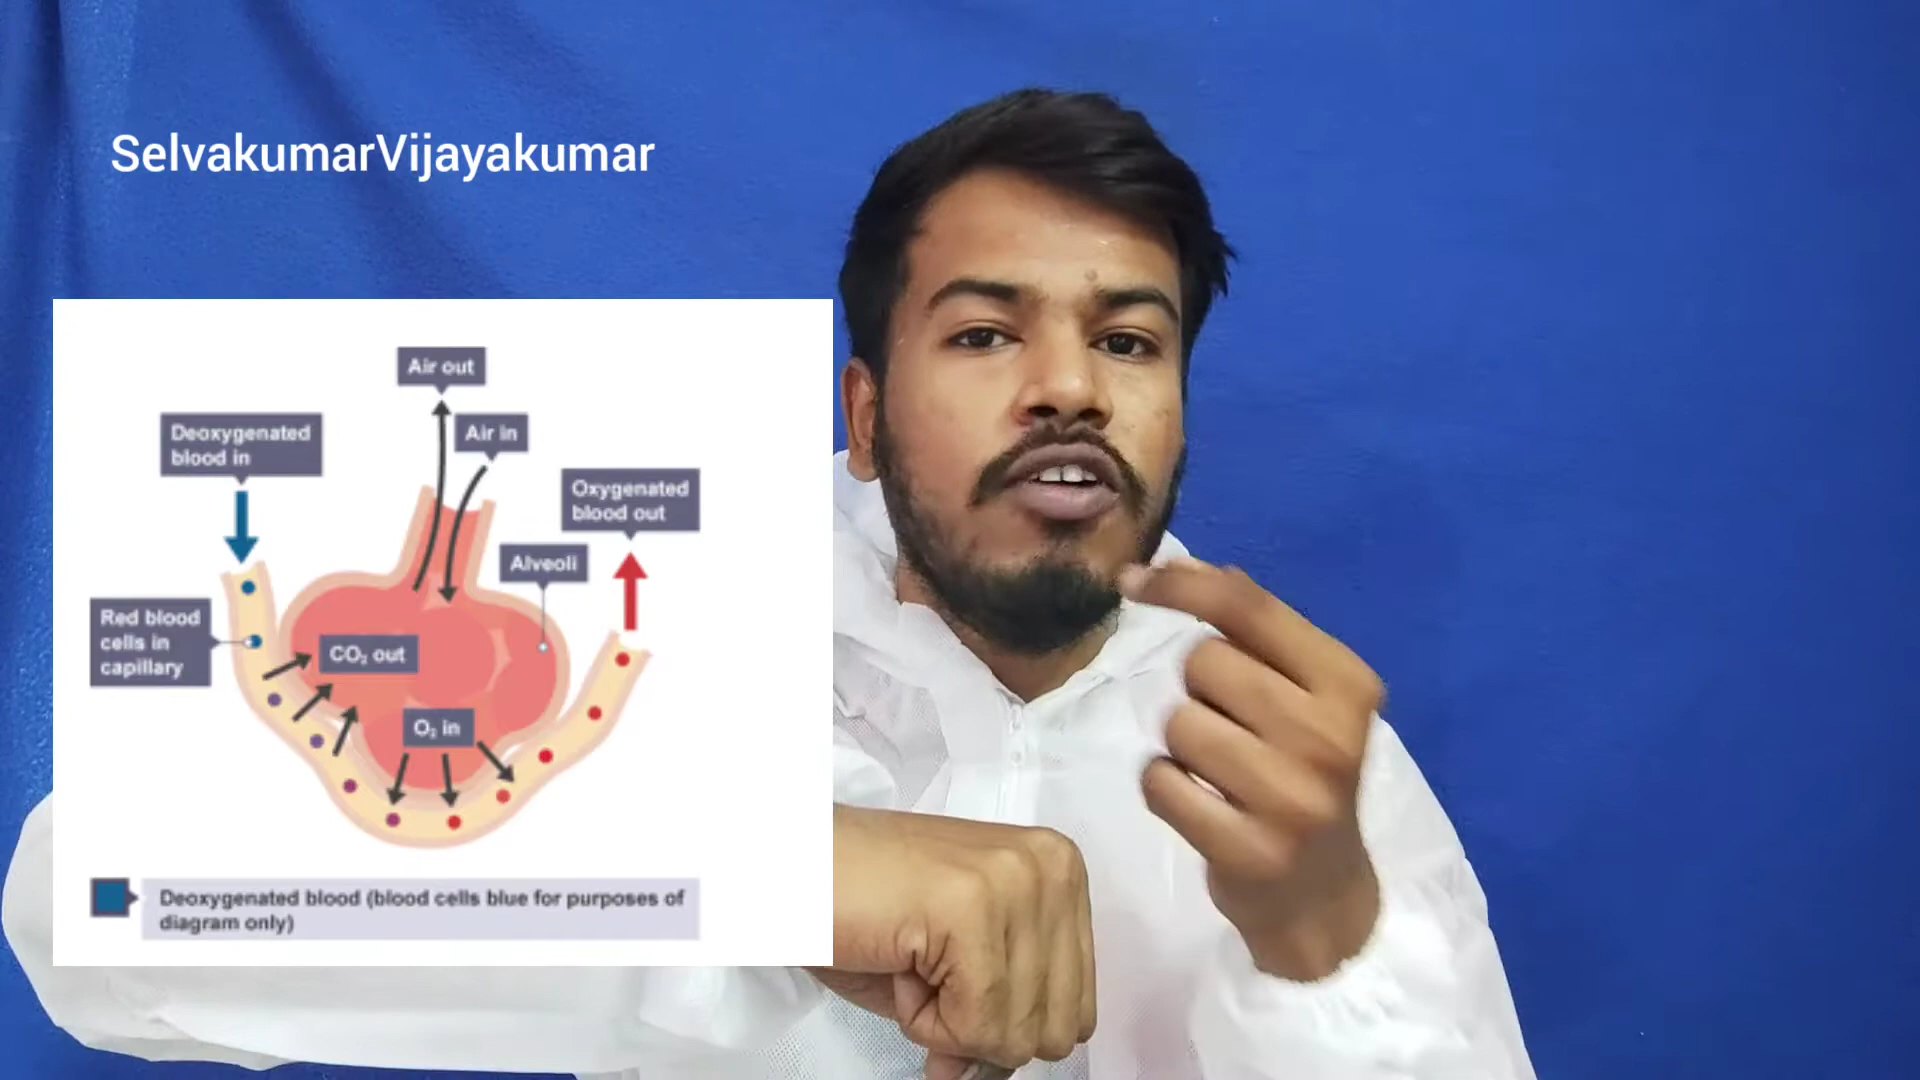 SelvakumarVijayakumar
Air out
Deoxygenated
blood in
Air in
Oxygenated
blood out
Alveoli
Red blood
cells in
capillary
CO₂ out
O₂ in
Deoxygenated blood (blood cells blue for purposes of
diagram only)